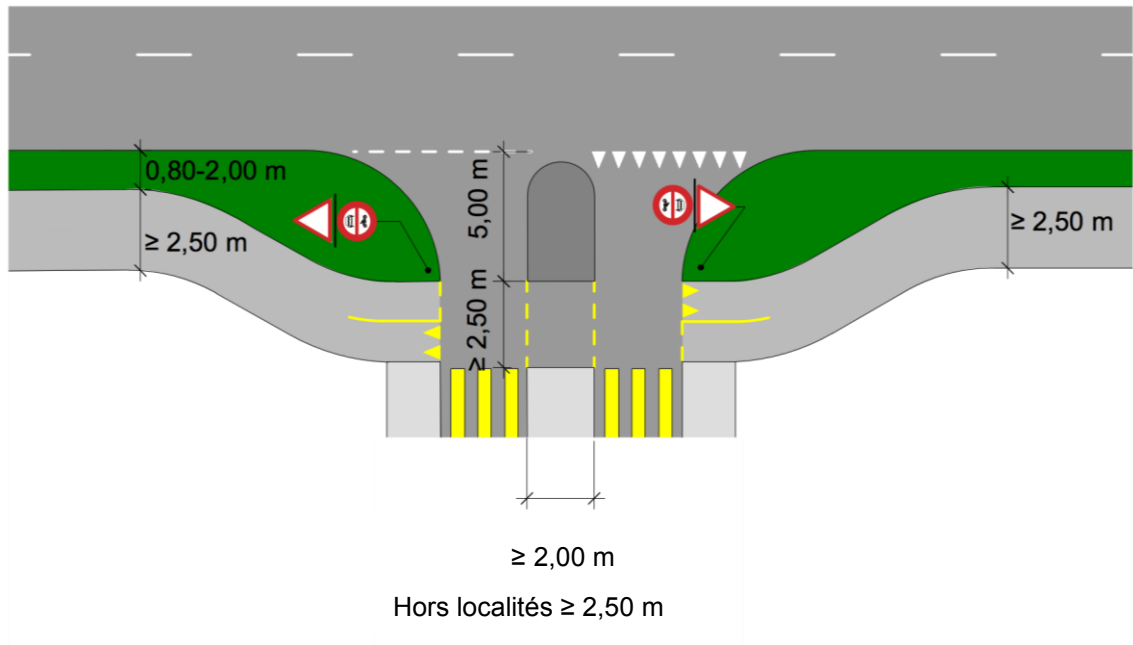 0,80-2,00 m
≥ 2,50 m
5,00 m
≥ 2,50 m
≥ 2,50 m
≥ 2,00 m
Hors localités ≥ 2,50 m